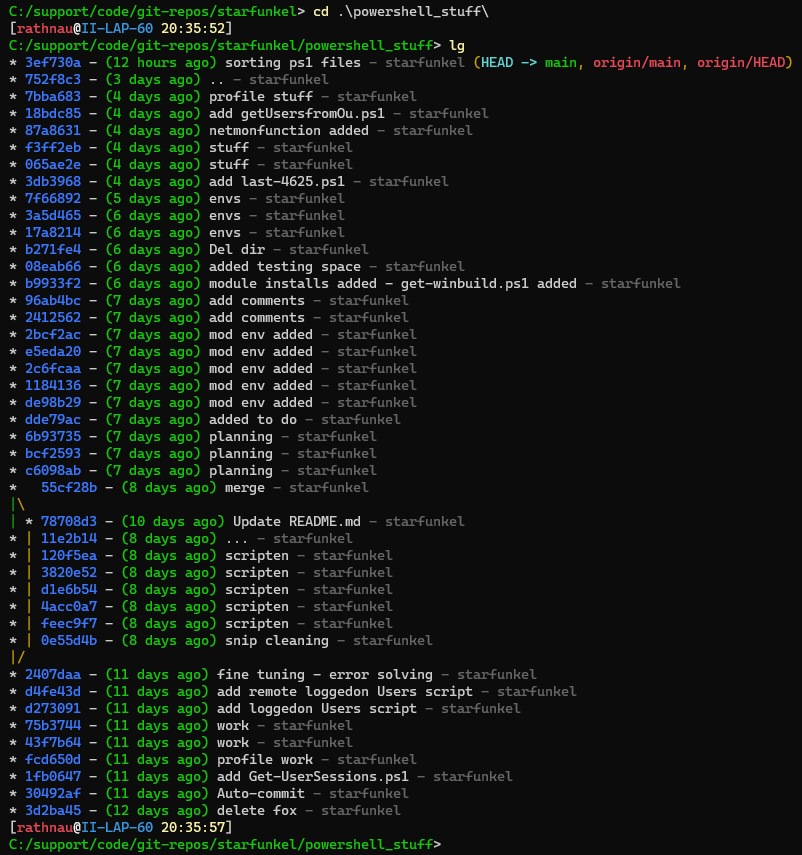 C:/support/code/git-repos/starfunkel> cd .\powershell_stuff\
[rathnau@II-LAP-60 20:35:52]
C:/support/code/git-repos/starfunkel/powershell_stuff> lg
* 3ef730a - (12 hours ago) sorting ps1 files - starfunkel (HEAD -> main, origin/main, origin/HEAD)
* 752f8c3 - (3 days ago) .. - starfunkel
* 7bba683 - (4 days ago) profile stuff - starfunkel
* 18bdc85 - (4 days ago) add getUsersfromOu.ps1 - starfunkel
* 87a8631 - (4 days ago) netmonfunction added - starfunkel
* f3ff2eb - (4 days ago) stuff - starfunkel
* 065ae2e - (4 days ago) stuff - starfunkel
* 3db3968 - (4 days ago) add last-4625.ps1 - starfunkel
* 7f66892 - (5 days ago) envs - starfunkel
* 3a5d465 - (6 days ago) envs - starfunkel
* 17a8214 - (6 days ago) envs - starfunkel
* b271fe4 - (6 days ago) Del dir - starfunkel
* 08eab66 - (6 days ago) added testing space - starfunkel
* b9933f2 - (6 days ago) module installs added - get-winbuild.ps1 added - starfunkel
* 96ab4bc - (7 days ago) add comments - starfunkel
* 2412562 - (7 days ago) add comments - starfunkel
* 2bcf2ac - (7 days ago) mod env added - starfunkel
* e5eda20 - (7 days ago) mod env added - starfunkel
* 2c6fcaa - (7 days ago) mod env added - starfunkel
* 1184136 - (7 days ago) mod env added - starfunkel
* de98b29 - (7 days ago) mod env added - starfunkel
* dde79ac - (7 days ago) added to do - starfunkel
* 6b93735 - (7 days ago) planning - starfunkel
* bcf2593 - (7 days ago) planning - starfunkel
* c6098ab - (7 days ago) planning - starfunkel
*   55cf28b - (8 days ago) merge - starfunkel
|\
| * 78708d3 - (10 days ago) Update README.md - starfunkel
* | 11e2b14 - (8 days ago) ... - starfunkel
* | 120f5ea - (8 days ago) scripten - starfunkel
* | 3820e52 - (8 days ago) scripten - starfunkel
* | d1e6b54 - (8 days ago) scripten - starfunkel
* | 4acc0a7 - (8 days ago) scripten - starfunkel
* | feec9f7 - (8 days ago) scripten - starfunkel
* | 0e55d4b - (8 days ago) snip cleaning - starfunkel
|/
* 2407daa - (11 days ago) fine tuning - error solving - starfunkel
* d4fe43d - (11 days ago) add remote loggedon Users script - starfunkel
* d273091 - (11 days ago) add loggedon Users script - starfunkel
* 75b3744 - (11 days ago) work - starfunkel
* 43f7b64 - (11 days ago) work - starfunkel
* fcd650d - (11 days ago) profile work - starfunkel
* 1fb0647 - (11 days ago) add Get-UserSessions.ps1 - starfunkel
* 30492af - (11 days ago) Auto-commit - starfunkel
* 3d2ba45 - (12 days ago) delete fox - starfunkel
[rathnau@II-LAP-60 20:35:57]
C:/support/code/git-repos/starfunkel/powershell_stuff>